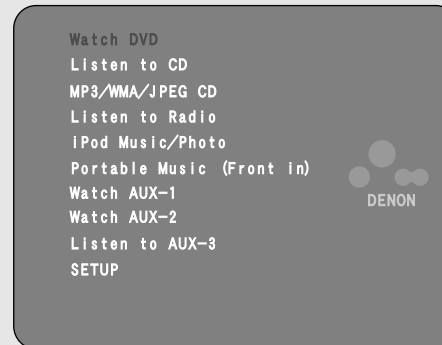 Watch DVD
Listen to CD
MP3/WMA/JPEG CD
Listen to Radio
iPod Music/Photo
Portable Music (Front in)
Watch AUX-1
Watch AUX-2
Listen to AUX-3
SETUP
DENON